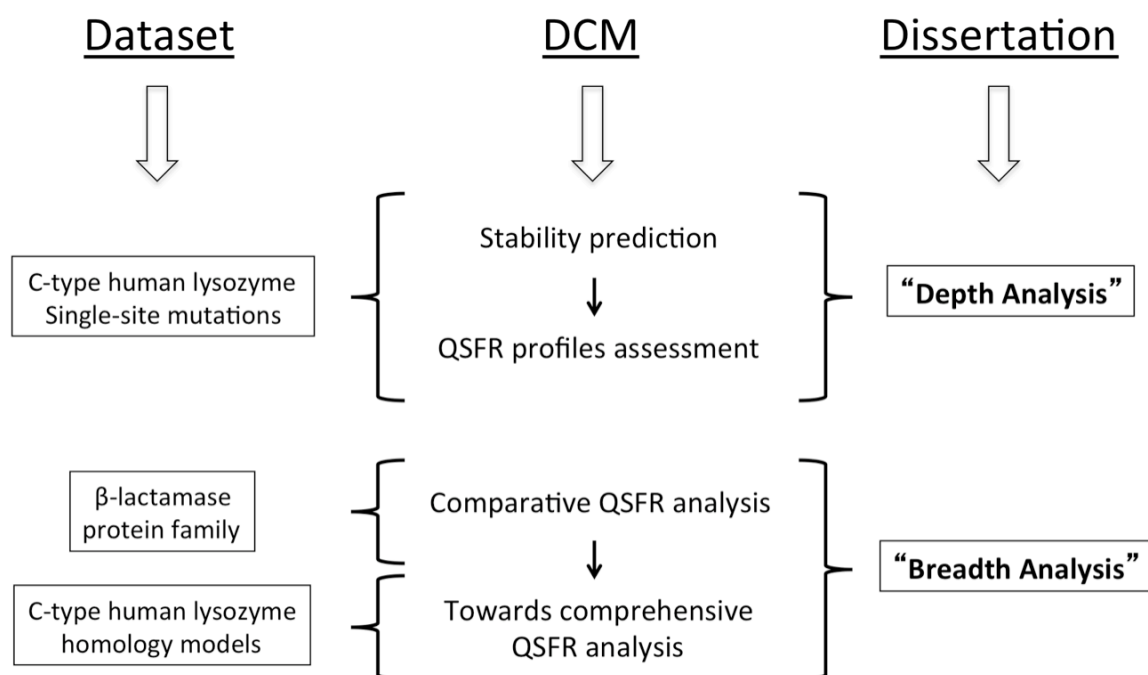 Dataset
DCM
Dissertation
Stability prediction
C-type human lysozyme
Single-site mutations
“Depth Analysis”
QSFR profiles assessment
β-lactamase
protein family
Comparative QSFR analysis
“Breadth Analysis”
C-type human lysozyme
homology models
Towards comprehensive
QSFR analysis